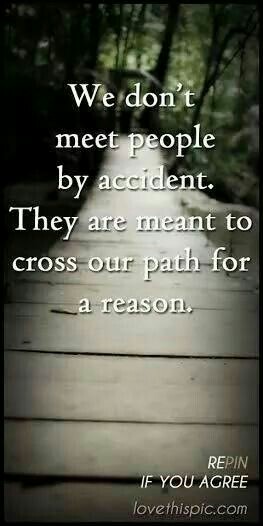 We don't
meet people
by accident.
They are meant to
cross our path for
a reason.
REPIN
IF YOU AGREE
lovethispic.com